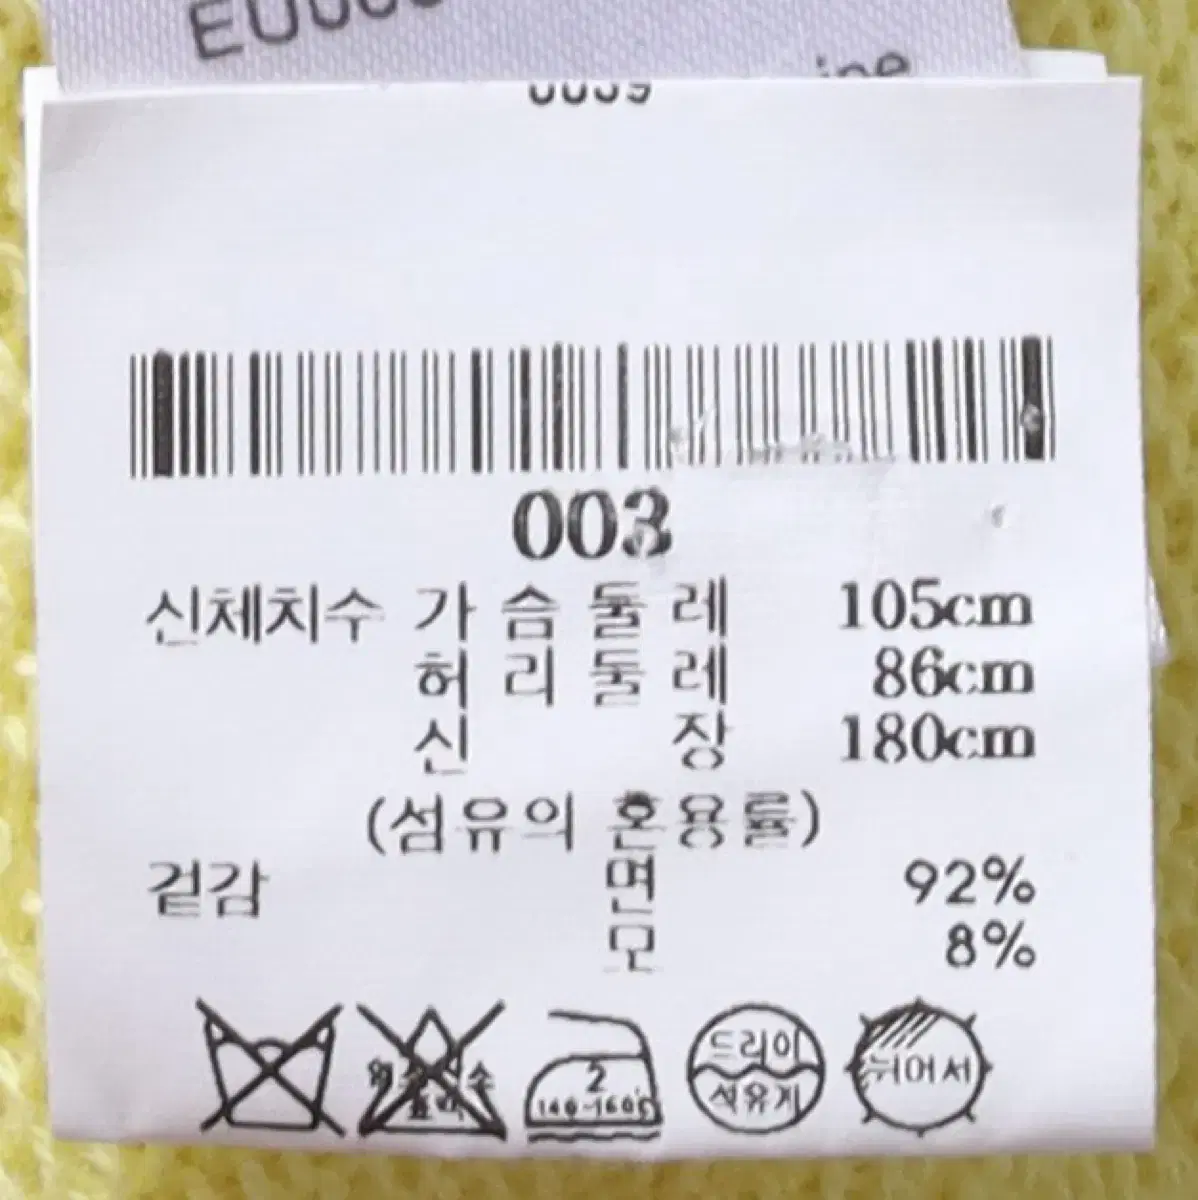 0039
003
신체치수 가슴둘레 105cm
허리둘레 86cm
신장 180cm
(섬유의 혼용률)
겉감 면 92%
모 8%
2
140~160℃
드리이
석유계
뉘어서